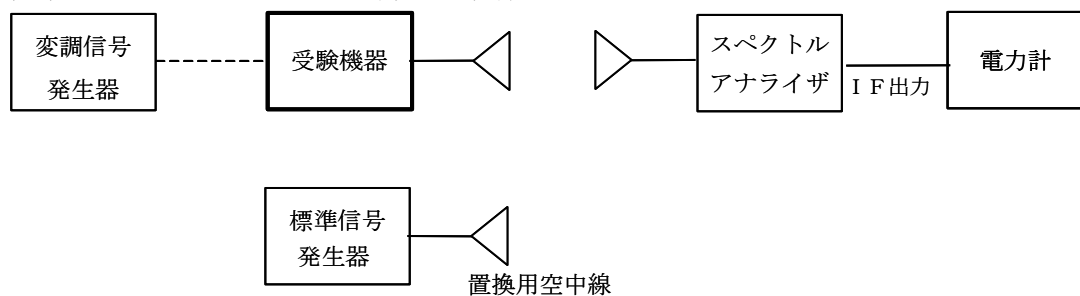 変調信号
発生器
受験機器
スペクトル
アナライザ
ＩＦ出力
電力計
標準信号
発生器
置換用空中線